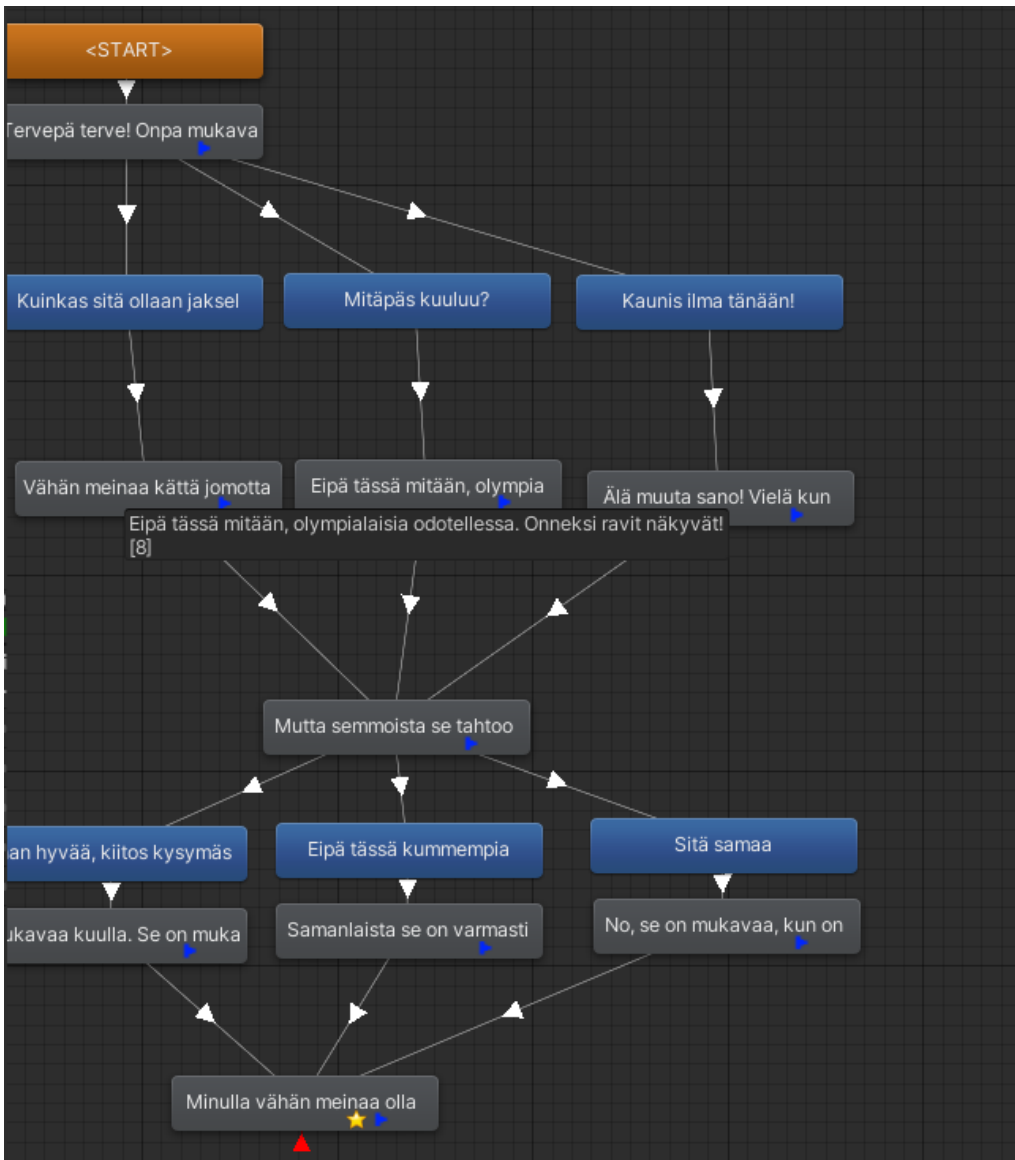 <START>
Tervepä terve! Onpa mukava
Kuinkas sitä ollaan jaksel
Mitäpäs kuuluu?
Kaunis ilma tänään!
Vähän meinaa kättä jomotta
Eipä tässä mitään, olympia
Älä muuta sano! Vielä kun
Eipä tässä mitään, olympialaisia odotellessa. Onneksi ravit näkyvät!
[8]
Mutta semmoista se tahtoo
an hyvää, kiitos kysymäs
Eipä tässä kummempia
Sitä samaa
ukavaa kuulla. Se on muka
Samanlaista se on varmasti
No, se on mukavaa, kun on
Minulla vähän meinaa olla